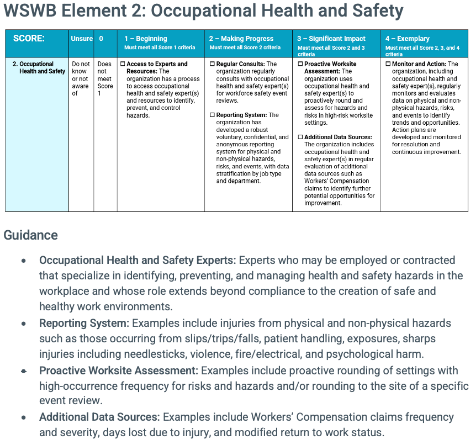 WSWB Element 2: Occupational Health and Safety
SCORE:
Unsure
0
1 – Beginning
Must meet all Score 1 criteria
2 – Making Progress
Must meet all Score 2 criteria
3 – Significant Impact
Must meet all Score 2 and 3
criteria
4 – Exemplary
Must meet all Score 2, 3, and 4
criteria
2. Occupational
Health and Safety
Do not
know
or not
aware
of
Does
not
meet
Score
1
☐ Access to Experts and
Resources: The
organization has a process
to access occupational
health and safety expert(s)
and resources to identify,
prevent, and control
hazards.
☐ Regular Consults: The
organization regularly
consults with occupational
health and safety expert(s)
for workforce safety event
reviews.
☐ Reporting System: The
organization has
developed a robust
voluntary, confidential, and
anonymous reporting
system for physical and
non-physical hazards,
risks, and events, with data
stratification by job type
and department.
☐ Proactive Worksite
Assessment: The
organization uses
occupational health and
safety expert(s) to
proactively round and
assess for hazards and
risks in high-risk worksite
settings.
☐ Additional Data Sources:
The organization includes
occupational health and
safety expert(s) in regular
evaluation of additional
data sources such as
Workers' Compensation
claims to identify further
potential opportunities for
improvement.
☐ Monitor and Action: The
organization, including
occupational health and
safety expert(s), regularly
monitors and evaluates
data on physical and non-
physical hazards, risks,
and events to identify
trends and opportunities.
Action plans are
developed and monitored
for resolution and
continuous improvement.
Guidance
• Occupational Health and Safety Experts: Experts who may be employed or contracted
that specialize in identifying, preventing, and managing health and safety hazards in the
workplace and whose role extends beyond compliance to the creation of safe and
healthy work environments.
• Reporting System: Examples include injuries from physical and non-physical hazards
such as those occurring from slips/trips/falls, patient handling, exposures, sharps
injuries including needlesticks, violence, fire/electrical, and psychological harm.
• Proactive Worksite Assessment: Examples include proactive rounding of settings with
high-occurrence frequency for risks and hazards and/or rounding to the site of a specific
event review.
• Additional Data Sources: Examples include Workers' Compensation claims frequency
and severity, days lost due to injury, and modified return to work status.